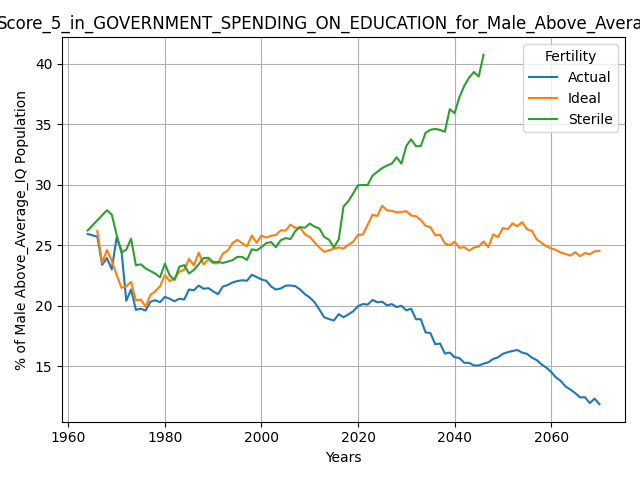 Score_5_in_GOVERNMENT_SPENDING_ON_EDUCATION_for_Male_Above_Avera
Fertility
Actual
Ideal
Sterile
% of Male Above_Average_IQ Population
40
35
30
25
20
15
1960
1980
2000
2020
2040
2060
Years